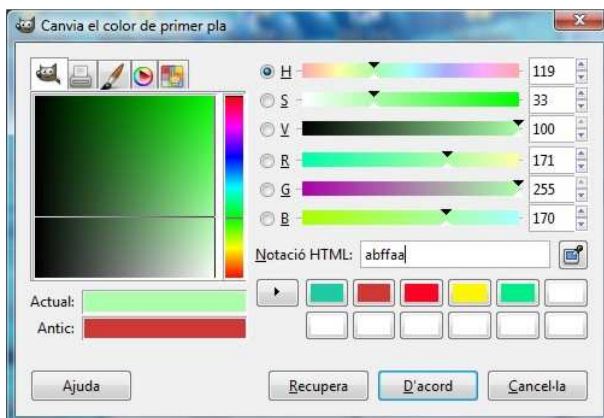 Canvia el color de primer pla
H 119
S 33
V 100
R 171
G 255
B 170
Notació HTML: abffaa
Actual:
Antic:
Ajuda
Recupera
D'acord
Cancel·la